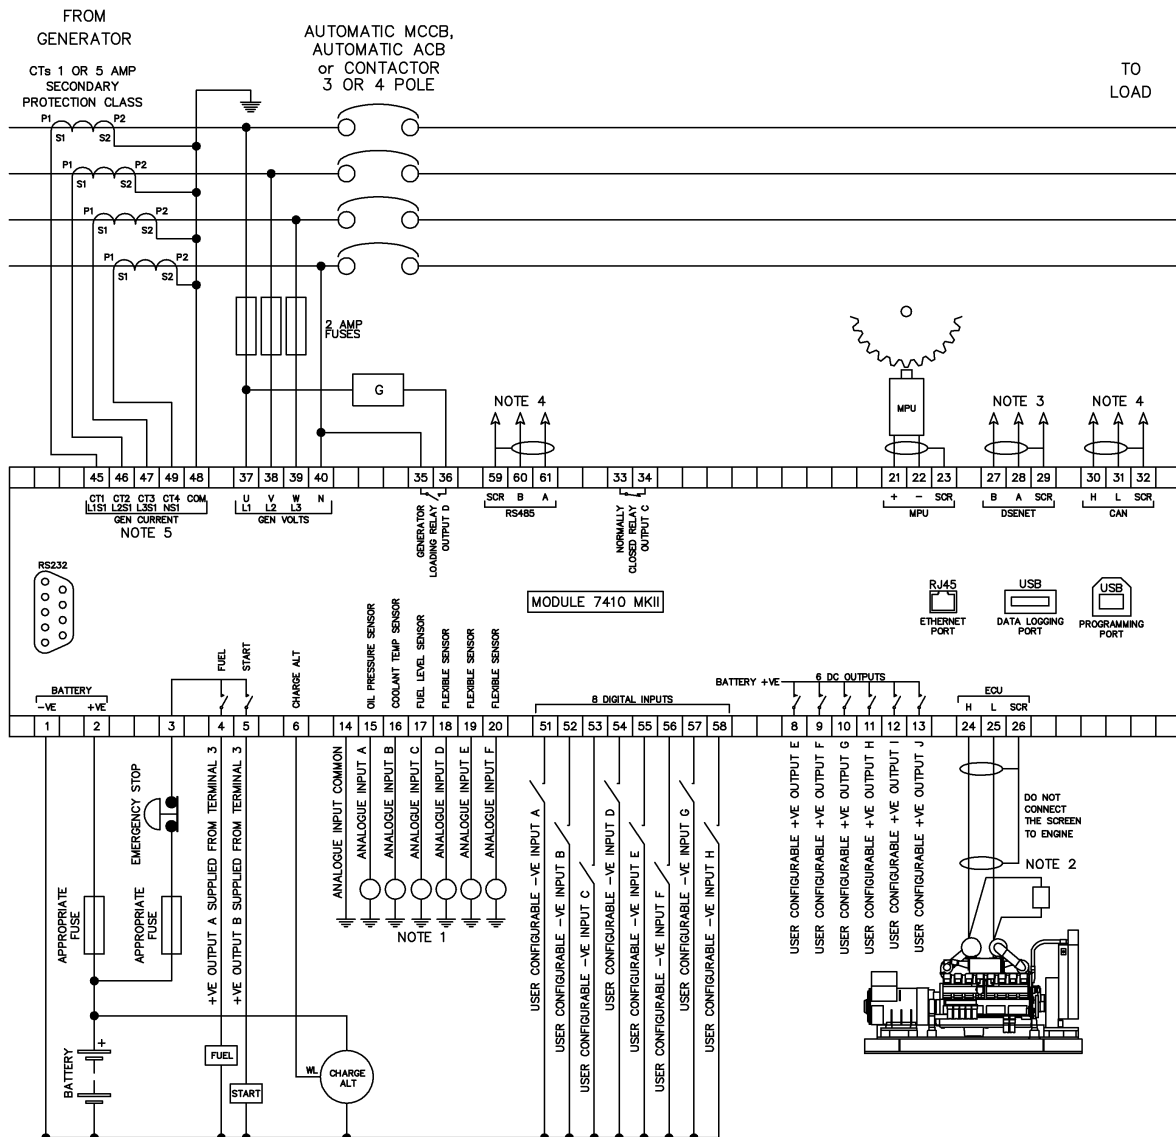 FROM
GENERATOR
CTs 1 OR 5 AMP
SECONDARY
PROTECTION CLASS
AUTOMATIC MCCB,
AUTOMATIC ACB
or CONTACTOR
3 OR 4 POLE
TO
LOAD
P1 P2
S1 S2
P1 P2
S1 S2
P1 P2
S1 S2
P1 P2
S1 S2
2 AMP
FUSES
G
NOTE 4
MPU
NOTE 3
NOTE 4
45 46 47 49 48 37 38 39 40 35 36 59 60 61 33 34 21 22 23 27 28 29 30 31 32
CT1 CT2 CT3 CT4 COM
L1S1 L2S1 L3S1 NS1
GEN CURRENT
NOTE 5
U V W N
L1 L2 L3
GEN VOLTS
GENERATOR
LOADING RELAY
OUTPUT D
SCR B A
RS485
NORMALLY
CLOSED RELAY
OUTPUT C
+ − SCR
MPU
B A SCR
DSENET
H L SCR
CAN
RS232
MODULE 7410 MKII
RJ45
ETHERNET
PORT
USB
DATA LOGGING
PORT
USB
PROGRAMMING
PORT
BATTERY
−VE +VE
FUEL
START
CHARGE ALT
OIL PRESSURE SENSOR
COOLANT TEMP SENSOR
FUEL LEVEL SENSOR
FLEXIBLE SENSOR
FLEXIBLE SENSOR
FLEXIBLE SENSOR
8 DIGITAL INPUTS
BATTERY +VE
6 DC OUTPUTS
ECU
H L SCR
1 2 3 4 5 6 14 15 16 17 18 19 20 51 52 53 54 55 56 57 58 8 9 10 11 12 13 24 25 26
EMERGENCY STOP
APPROPRIATE
FUSE
APPROPRIATE
FUSE
+VE OUTPUT A SUPPLIED FROM TERMINAL 3
+VE OUTPUT B SUPPLIED FROM TERMINAL 3
ANALOGUE INPUT COMMON
ANALOGUE INPUT A
ANALOGUE INPUT B
ANALOGUE INPUT C
ANALOGUE INPUT D
ANALOGUE INPUT E
ANALOGUE INPUT F
NOTE 1
USER CONFIGURABLE −VE INPUT A
USER CONFIGURABLE −VE INPUT B
USER CONFIGURABLE −VE INPUT C
USER CONFIGURABLE −VE INPUT D
USER CONFIGURABLE −VE INPUT E
USER CONFIGURABLE −VE INPUT F
USER CONFIGURABLE −VE INPUT G
USER CONFIGURABLE −VE INPUT H
USER CONFIGURABLE +VE OUTPUT E
USER CONFIGURABLE +VE OUTPUT F
USER CONFIGURABLE +VE OUTPUT G
USER CONFIGURABLE +VE OUTPUT H
USER CONFIGURABLE +VE OUTPUT I
USER CONFIGURABLE +VE OUTPUT J
DO NOT
CONNECT
THE SCREEN
TO ENGINE
NOTE 2
BATTERY
+
FUEL
START
WL
CHARGE
ALT